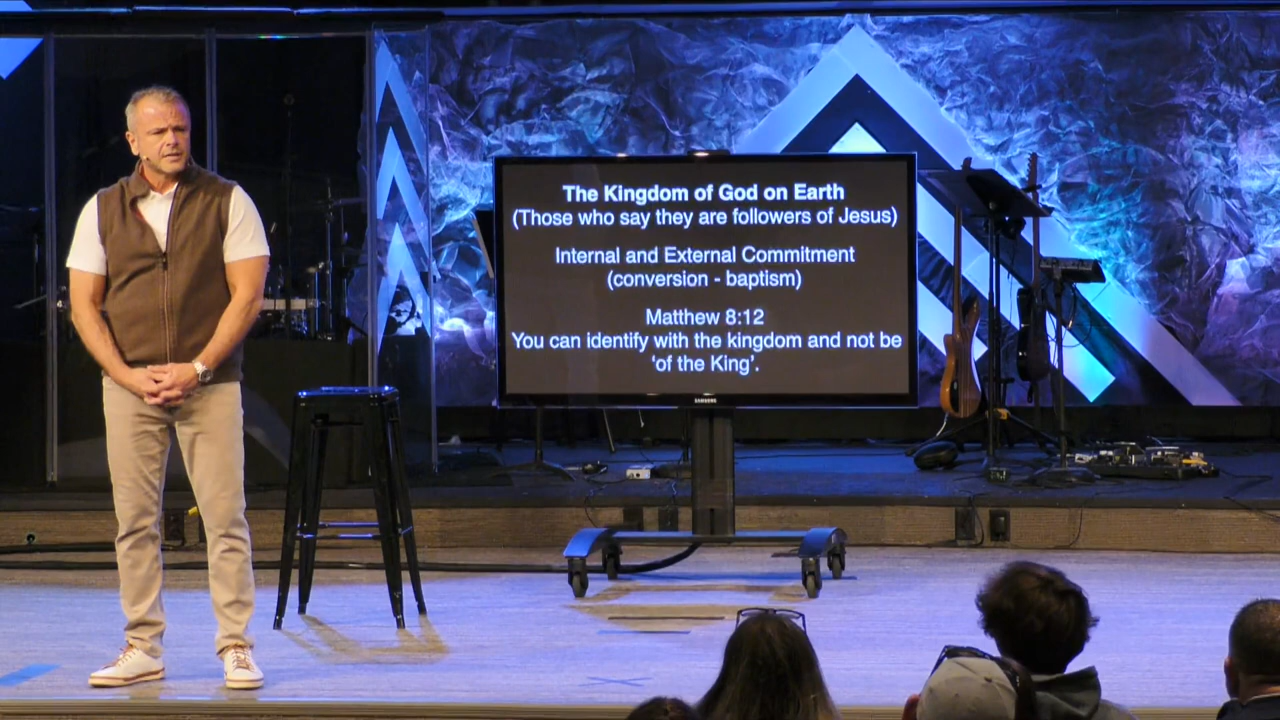 The Kingdom of God on Earth
(Those who say they are followers of Jesus)
Internal and External Commitment
(conversion - baptism)
Matthew 8:12
You can identify with the kingdom and not be
‘of the King’.
SAMSUNG